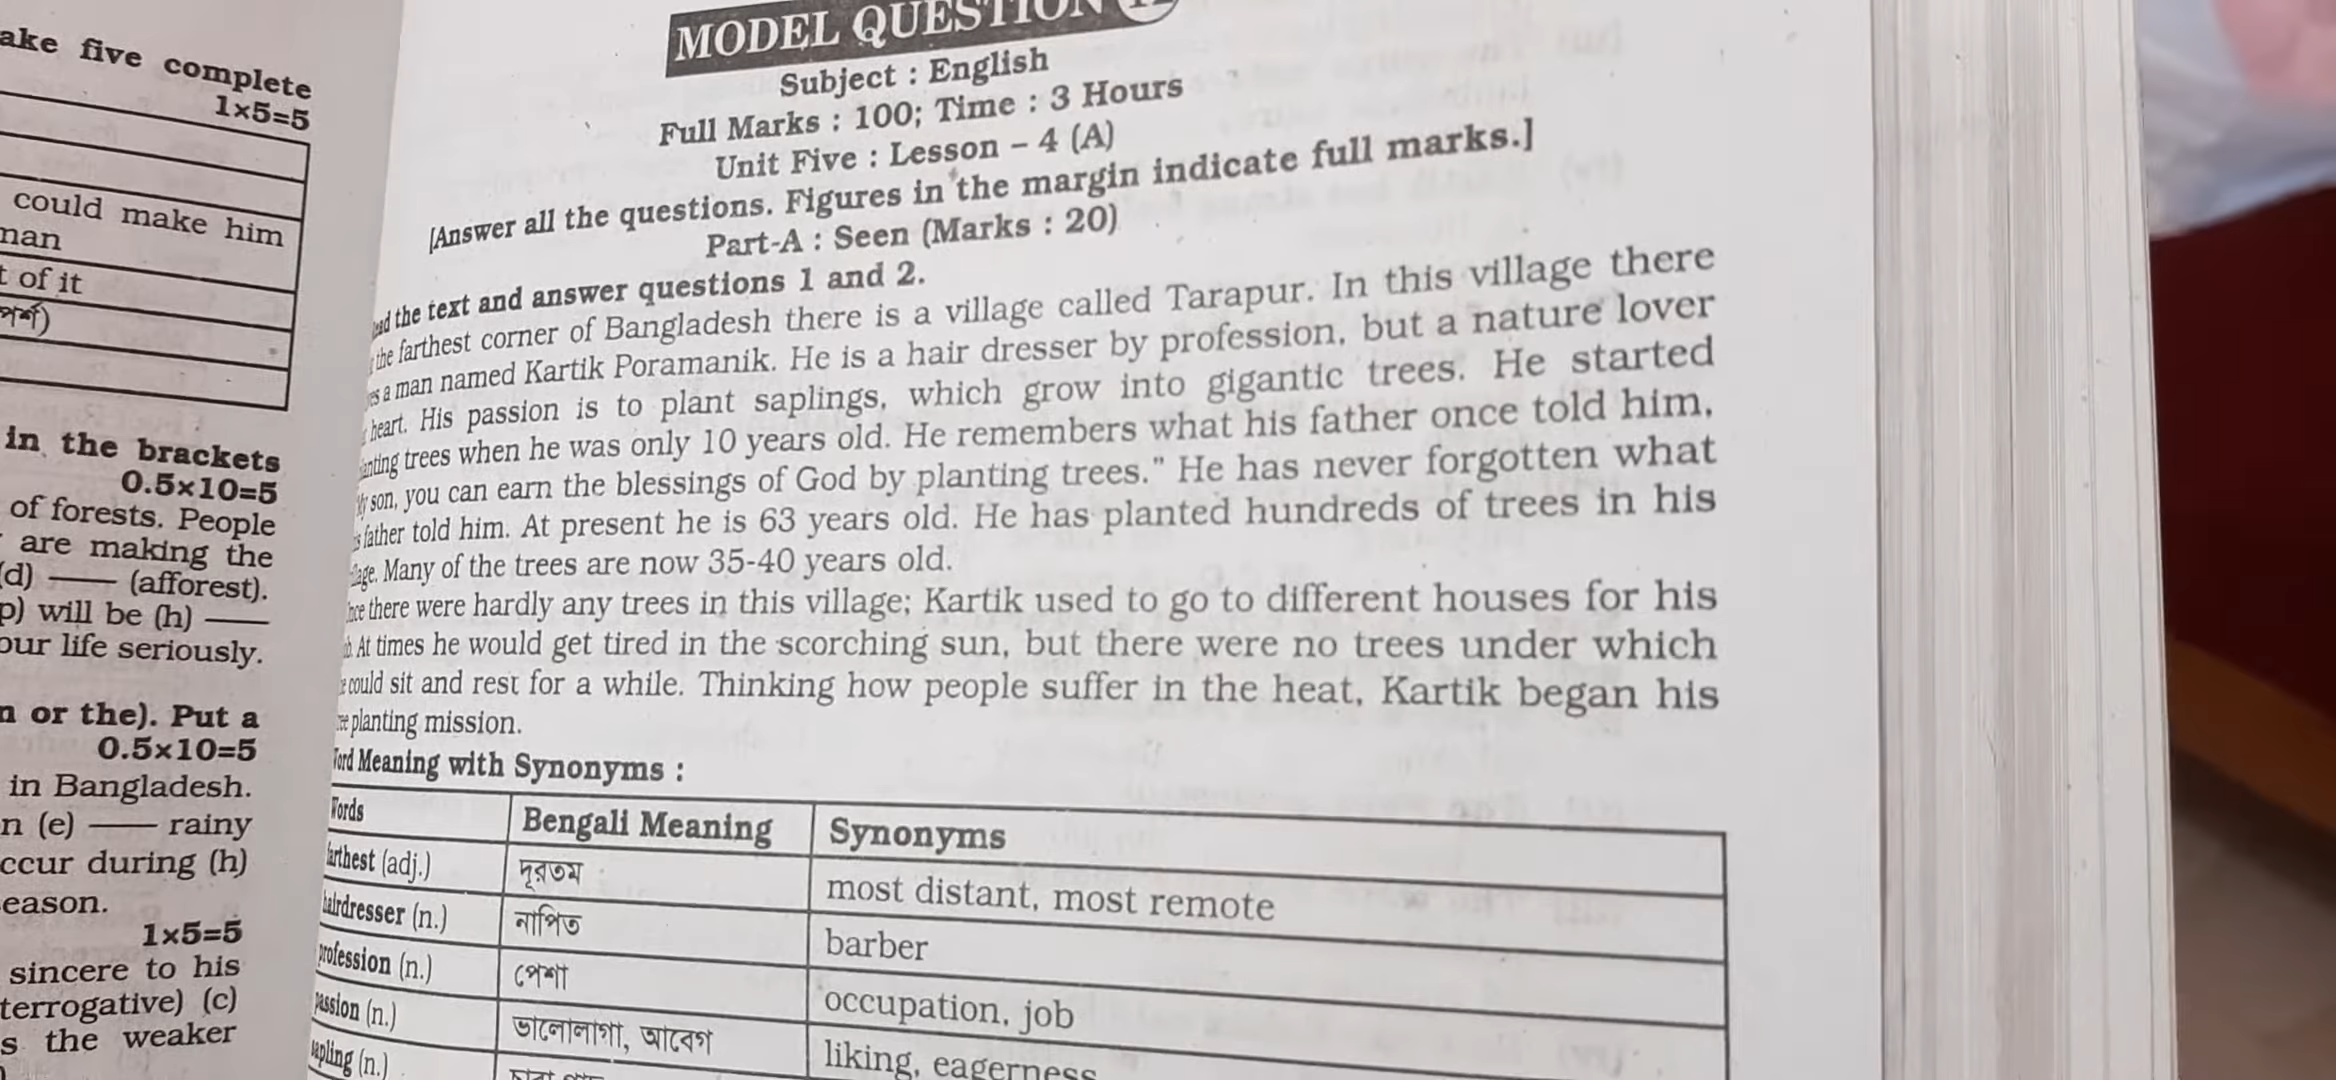 ake five complete
1×5=5
could make him
man
t of it
পর্শ)
in the brackets
0.5×10=5
of forests. People
are making the
(d) —— (afforest).
p) will be (h) ——
our life seriously.
n or the). Put a
0.5×10=5
in Bangladesh.
n (e) —— rainy
ccur during (h)
eason.
1×5=5
sincere to his
terrogative) (c)
s the weaker
MODEL QUESTION
Subject : English
Full Marks : 100; Time : 3 Hours
Unit Five : Lesson – 4 (A)
[Answer all the questions. Figures in the margin indicate full marks.]
Part-A : Seen (Marks : 20)
ead the text and answer questions 1 and 2.
the farthest corner of Bangladesh there is a village called Tarapur. In this village there
es a man named Kartik Poramanik. He is a hair dresser by profession, but a nature lover
heart. His passion is to plant saplings, which grow into gigantic trees. He started
anting trees when he was only 10 years old. He remembers what his father once told him,
y son, you can earn the blessings of God by planting trees." He has never forgotten what
s father told him. At present he is 63 years old. He has planted hundreds of trees in his
lage. Many of the trees are now 35-40 years old.
nce there were hardly any trees in this village; Kartik used to go to different houses for his
b. At times he would get tired in the scorching sun, but there were no trees under which
e could sit and rest for a while. Thinking how people suffer in the heat, Kartik began his
ee planting mission.
ord Meaning with Synonyms :
Words Bengali Meaning Synonyms
farthest (adj.) দূরতম most distant, most remote
hairdresser (n.) নাপিত barber
profession (n.) পেশা occupation, job
passion (n.) ভালোলাগা, আবেগ liking, eagerness
sapling (n.)